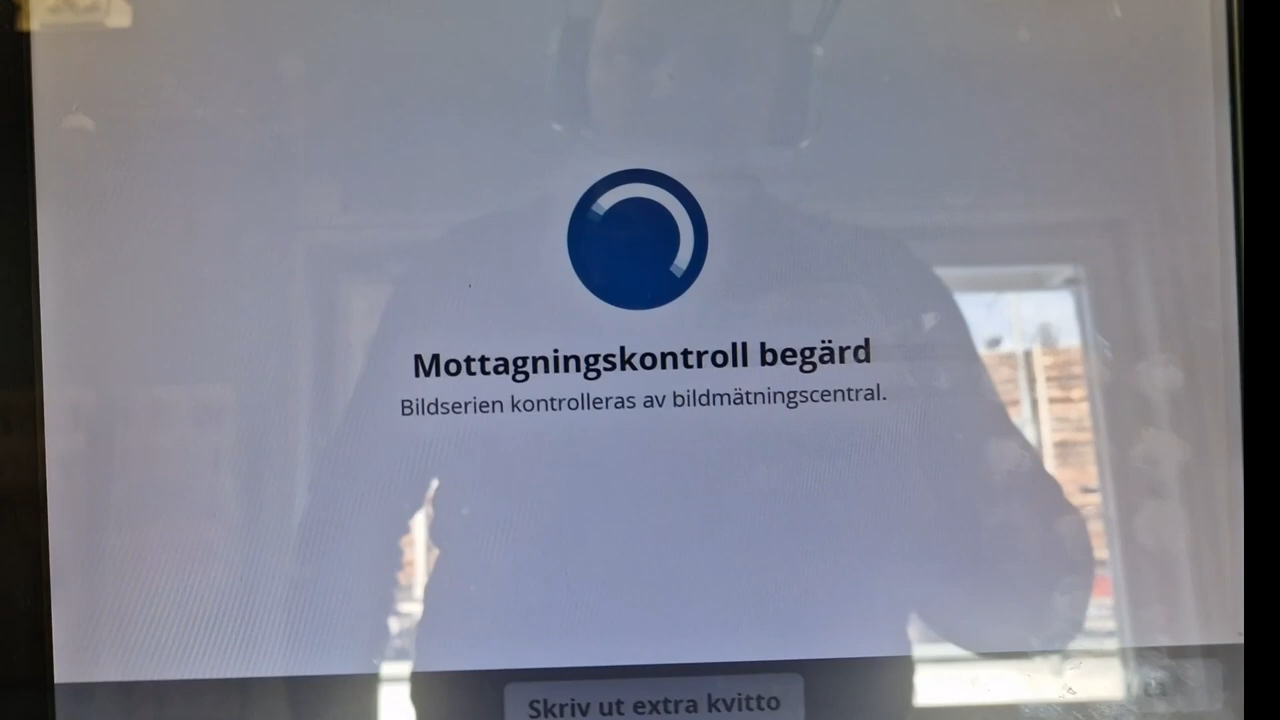 Mottagningskontroll begärd
Bildserien kontrolleras av bildmätningscentral.
Skriv ut extra kvitto